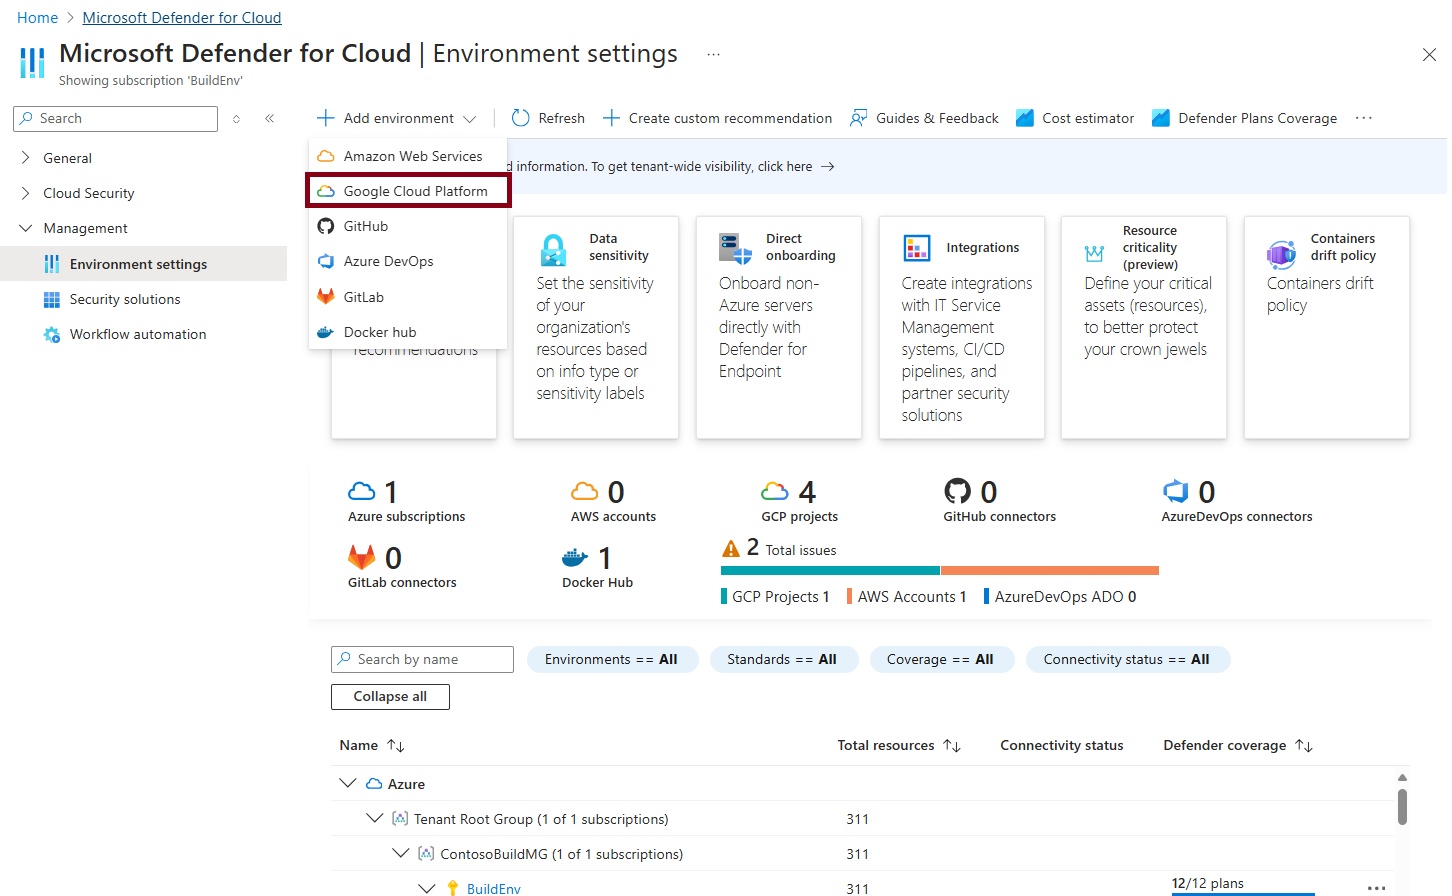 Home > Microsoft Defender for Cloud
Microsoft Defender for Cloud | Environment settings ...
Showing subscription 'BuildEnv'
Search
General
Cloud Security
Management
Environment settings
Security solutions
Workflow automation
Add environment
Refresh
Create custom recommendation
Guides & Feedback
Cost estimator
Defender Plans Coverage
...
Amazon Web Services
Google Cloud Platform
GitHub
Azure DevOps
GitLab
Docker hub
d information. To get tenant-wide visibility, click here →
recommendations
Data
sensitivity
Set the sensitivity
of your
organization's
resources based
on info type or
sensitivity labels
Direct
onboarding
Onboard non-
Azure servers
directly with
Defender for
Endpoint
Integrations
Create integrations
with IT Service
Management
systems, CI/CD
pipelines, and
partner security
solutions
Resource
criticality
(preview)
Define your critical
assets (resources),
to better protect
your crown jewels
Containers
drift policy
Containers drift
policy
1
Azure subscriptions
0
AWS accounts
4
GCP projects
0
GitHub connectors
0
AzureDevOps connectors
0
GitLab connectors
1
Docker Hub
2 Total issues
GCP Projects 1
AWS Accounts 1
AzureDevOps ADO 0
Search by name
Environments == All
Standards == All
Coverage == All
Connectivity status == All
Collapse all
Name ↑↓ Total resources ↑↓ Connectivity status Defender coverage ↑↓
Azure
Tenant Root Group (1 of 1 subscriptions) 311
ContosoBuildMG (1 of 1 subscriptions) 311
BuildEnv 311 12/12 plans ...